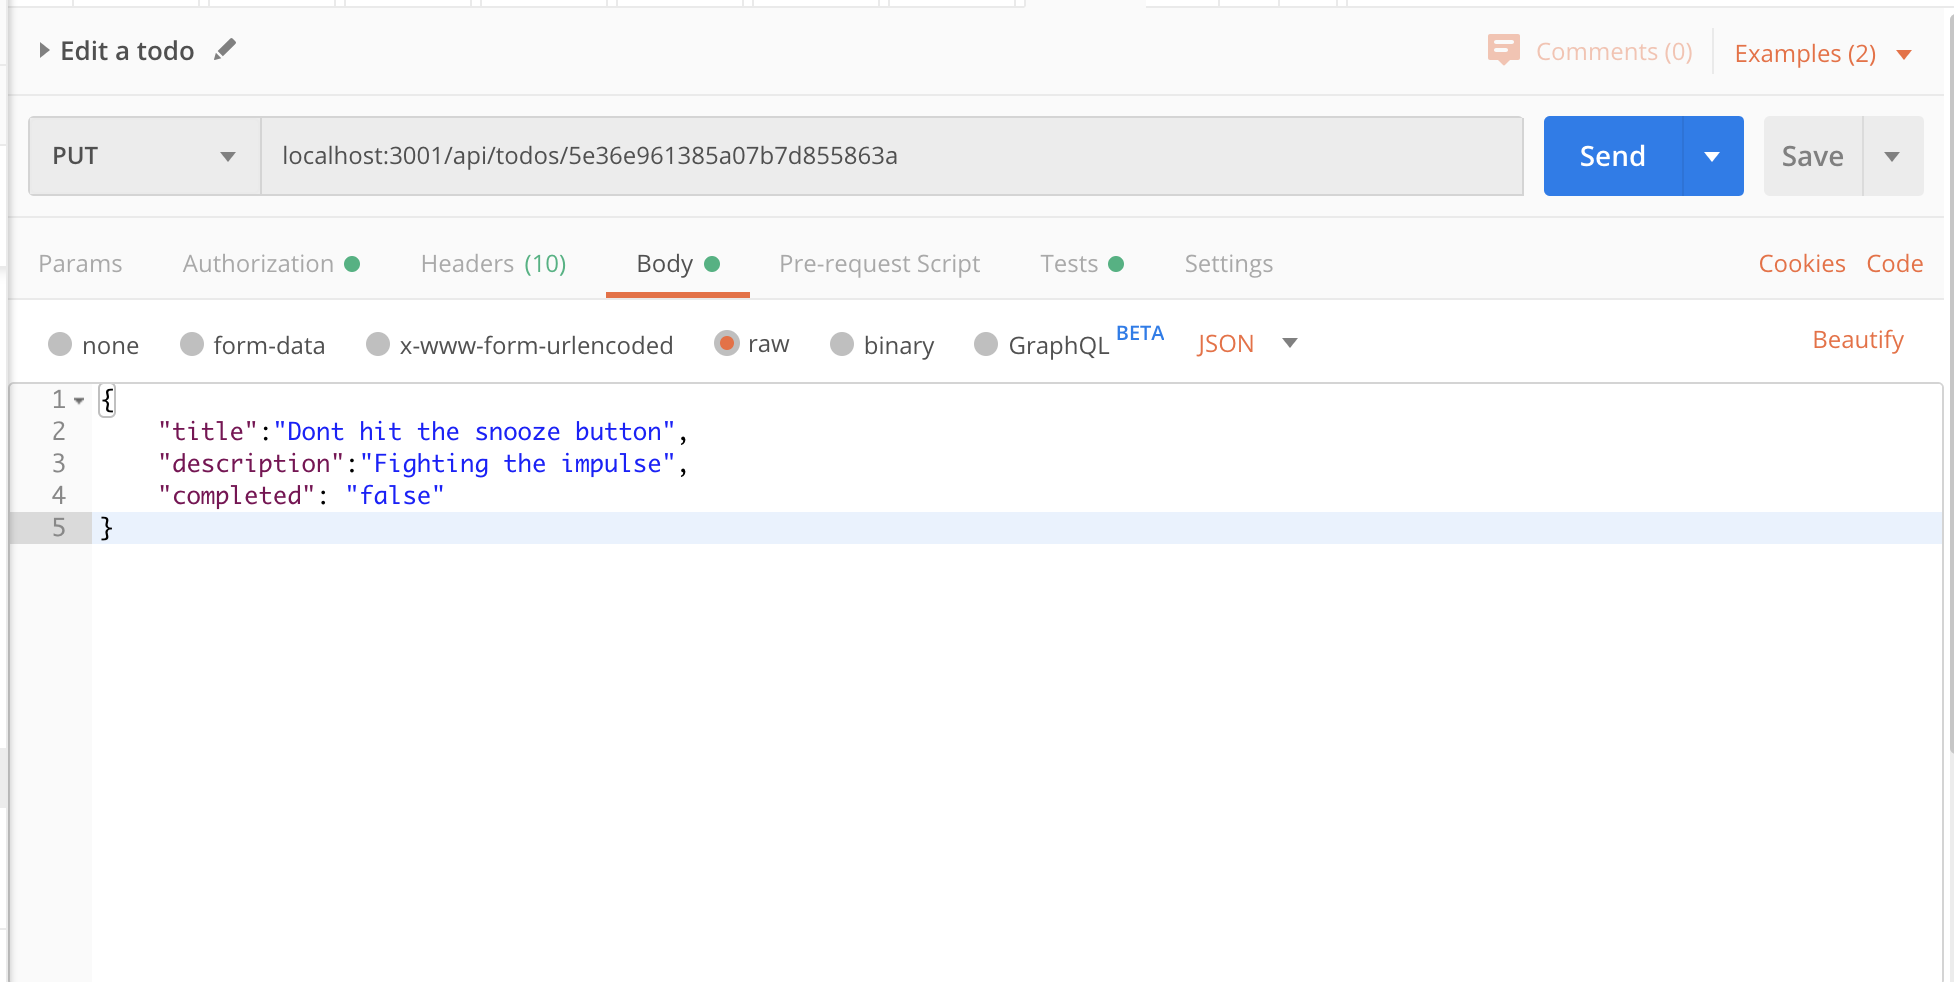 Edit a todo
Comments (0) Examples (2)
PUT localhost:3001/api/todos/5e36e961385a07b7d855863a Send Save
Params Authorization Headers (10) Body Pre-request Script Tests Settings Cookies Code
none form-data x-www-form-urlencoded raw binary GraphQL BETA JSON Beautify
1 {
2 "title":"Dont hit the snooze button",
3 "description":"Fighting the impulse",
4 "completed": "false"
5 }